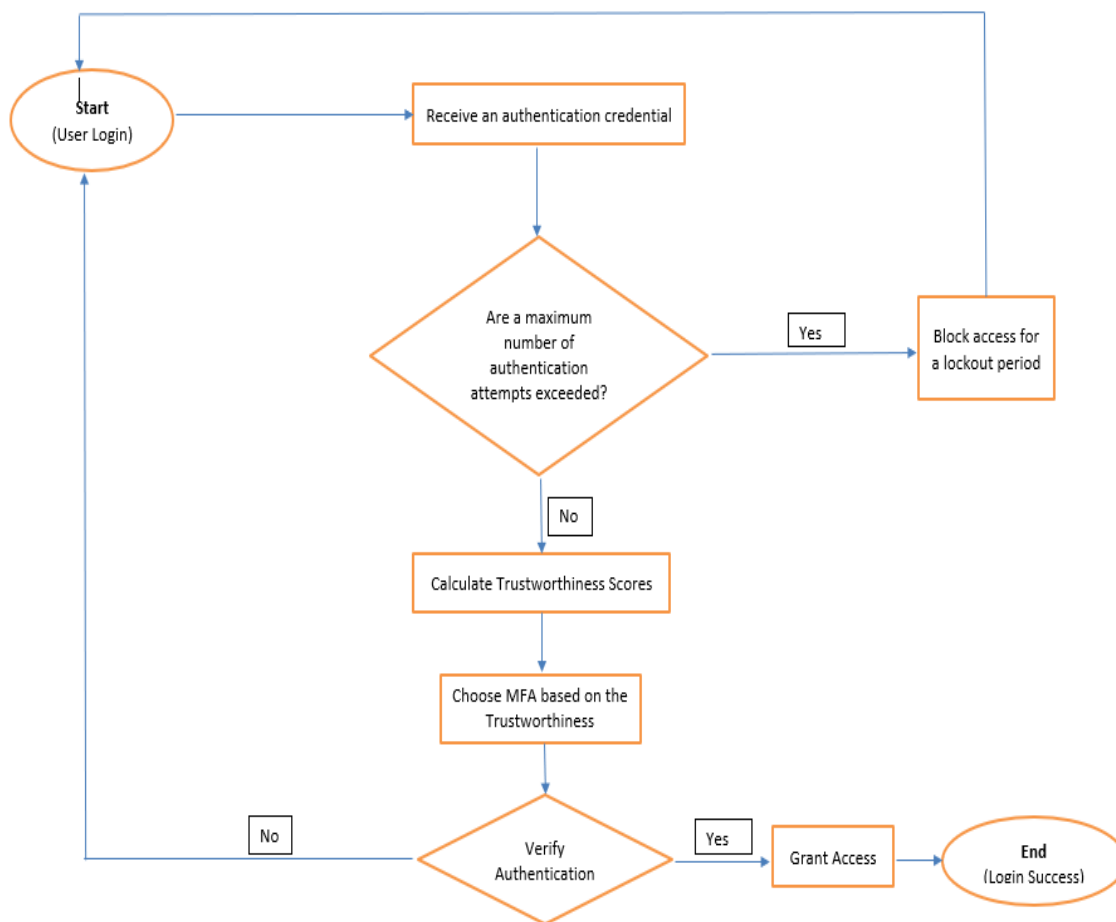 Start
(User Login)
Receive an authentication credential
Are a maximum
number of
authentication
attempts exceeded?
Yes
Block access for
a lockout period
No
Calculate Trustworthiness Scores
Choose MFA based on the
Trustworthiness
Verify
Authentication
No
Yes
Grant Access
End
(Login Success)